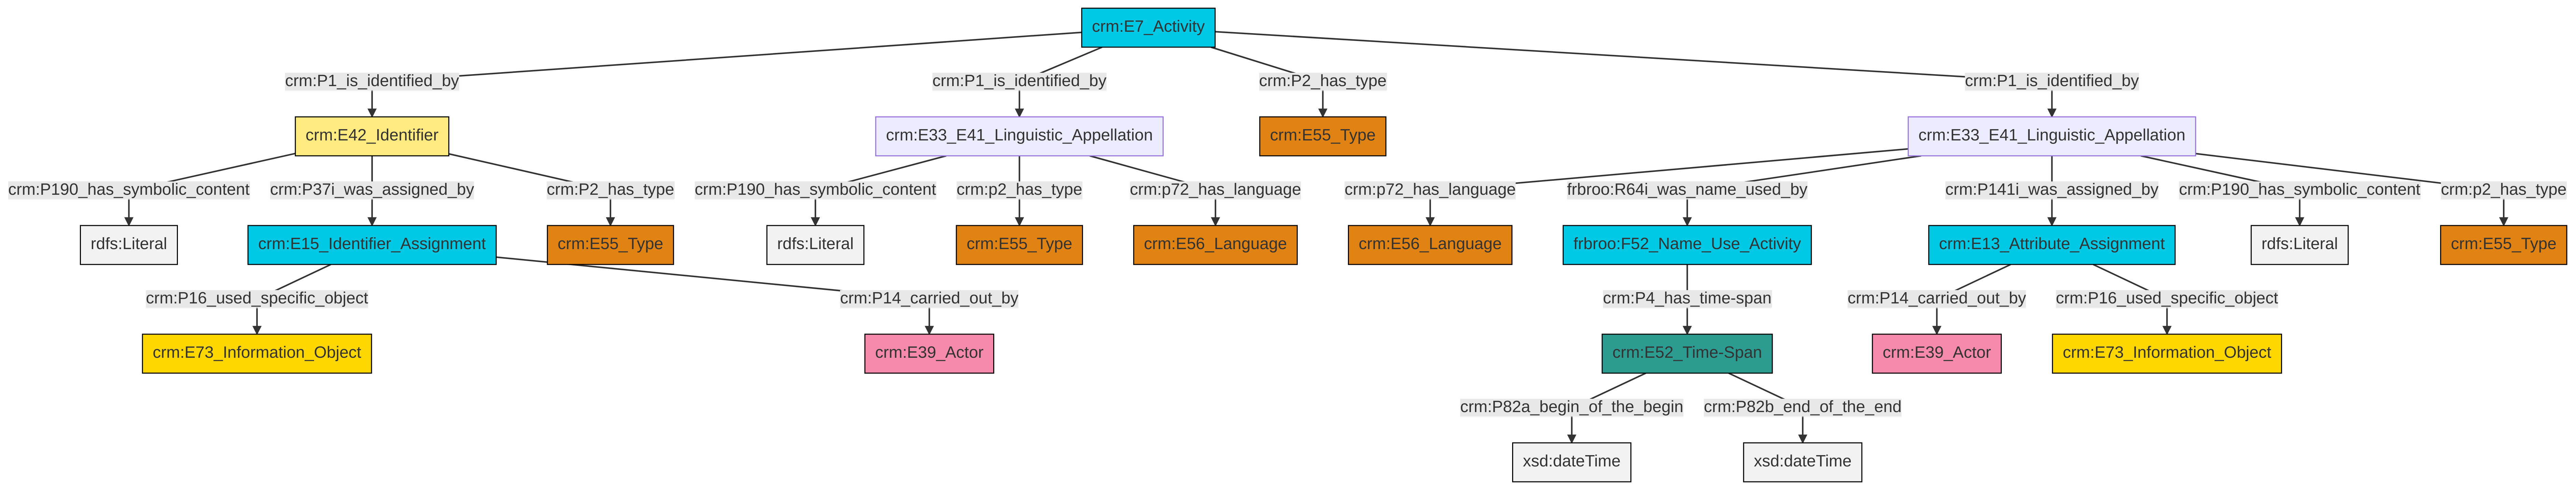 crm:E7_Activity
crm:P1_is_identified_by
crm:P1_is_identified_by
crm:P2_has_type
crm:P1_is_identified_by
crm:E42_Identifier
crm:E33_E41_Linguistic_Appellation
crm:E55_Type
crm:E33_E41_Linguistic_Appellation
crm:P190_has_symbolic_content
crm:P37i_was_assigned_by
crm:P2_has_type
crm:P190_has_symbolic_content
crm:p2_has_type
crm:p72_has_language
crm:p72_has_language
frbroo:R64i_was_name_used_by
crm:P141i_was_assigned_by
crm:P190_has_symbolic_content
crm:p2_has_type
rdfs:Literal
crm:E15_Identifier_Assignment
crm:E55_Type
rdfs:Literal
crm:E55_Type
crm:E56_Language
crm:E56_Language
frbroo:F52_Name_Use_Activity
crm:E13_Attribute_Assignment
rdfs:Literal
crm:E55_Type
crm:P16_used_specific_object
crm:P14_carried_out_by
crm:P4_has_time-span
crm:P14_carried_out_by
crm:P16_used_specific_object
crm:E73_Information_Object
crm:E39_Actor
crm:E52_Time-Span
crm:E39_Actor
crm:E73_Information_Object
crm:P82a_begin_of_the_begin
crm:P82b_end_of_the_end
xsd:dateTime
xsd:dateTime